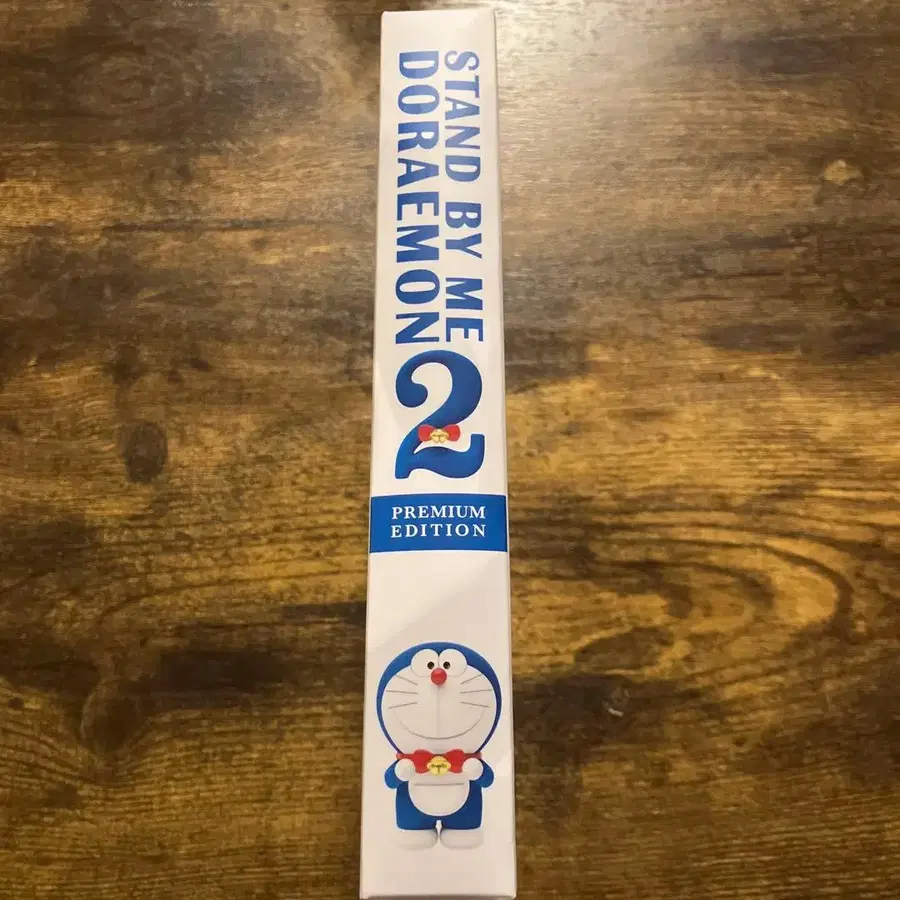 STAND BY ME
DORAEMON
2
PREMIUM
EDITION